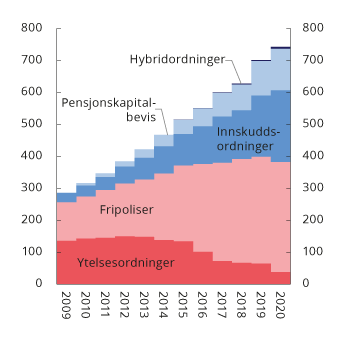 800 800
700 700
Hybridordninger
600 600
Pensjonskapital-
bevis
500 500
Innskudds-
ordninger
400 400
300 300
Fripoliser
200 200
100 100
Ytelsesordninger
0 0
2009 2010 2011 2012 2013 2014 2015 2016 2017 2018 2019 2020